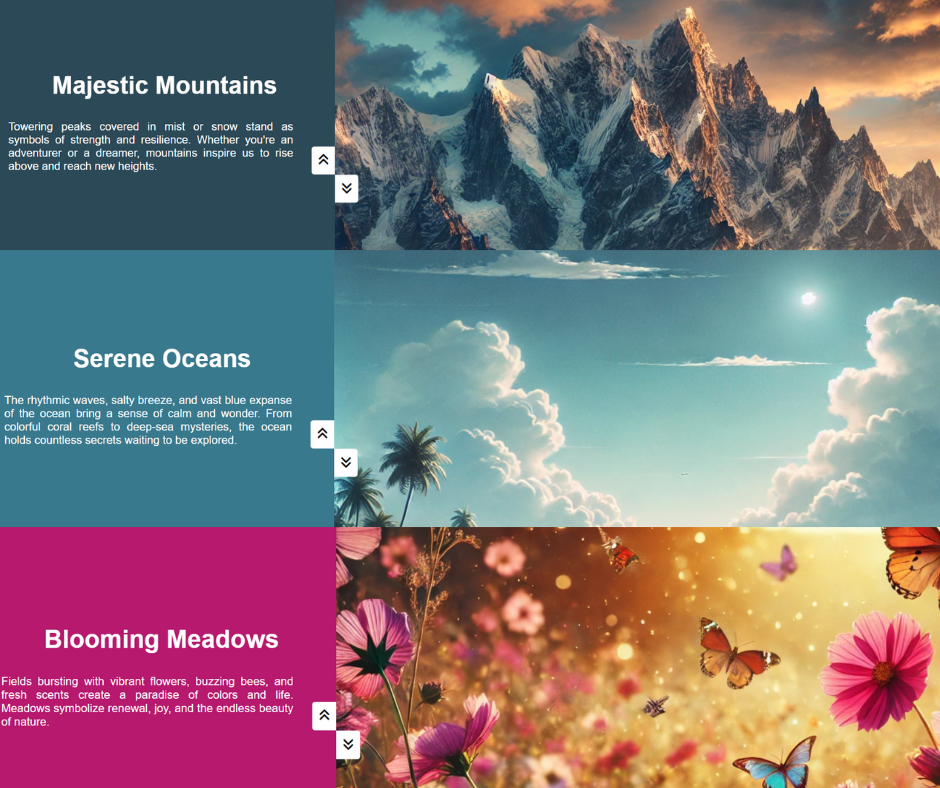 Majestic Mountains
Towering peaks covered in mist or snow stand as
symbols of strength and resilience. Whether you're an
adventurer or a dreamer, mountains inspire us to rise
above and reach new heights.
Serene Oceans
The rhythmic waves, salty breeze, and vast blue expanse
of the ocean bring a sense of calm and wonder. From
colorful coral reefs to deep-sea mysteries, the ocean
holds countless secrets waiting to be explored.
Blooming Meadows
Fields bursting with vibrant flowers, buzzing bees, and
fresh scents create a paradise of colors and life.
Meadows symbolize renewal, joy, and the endless beauty
of nature.